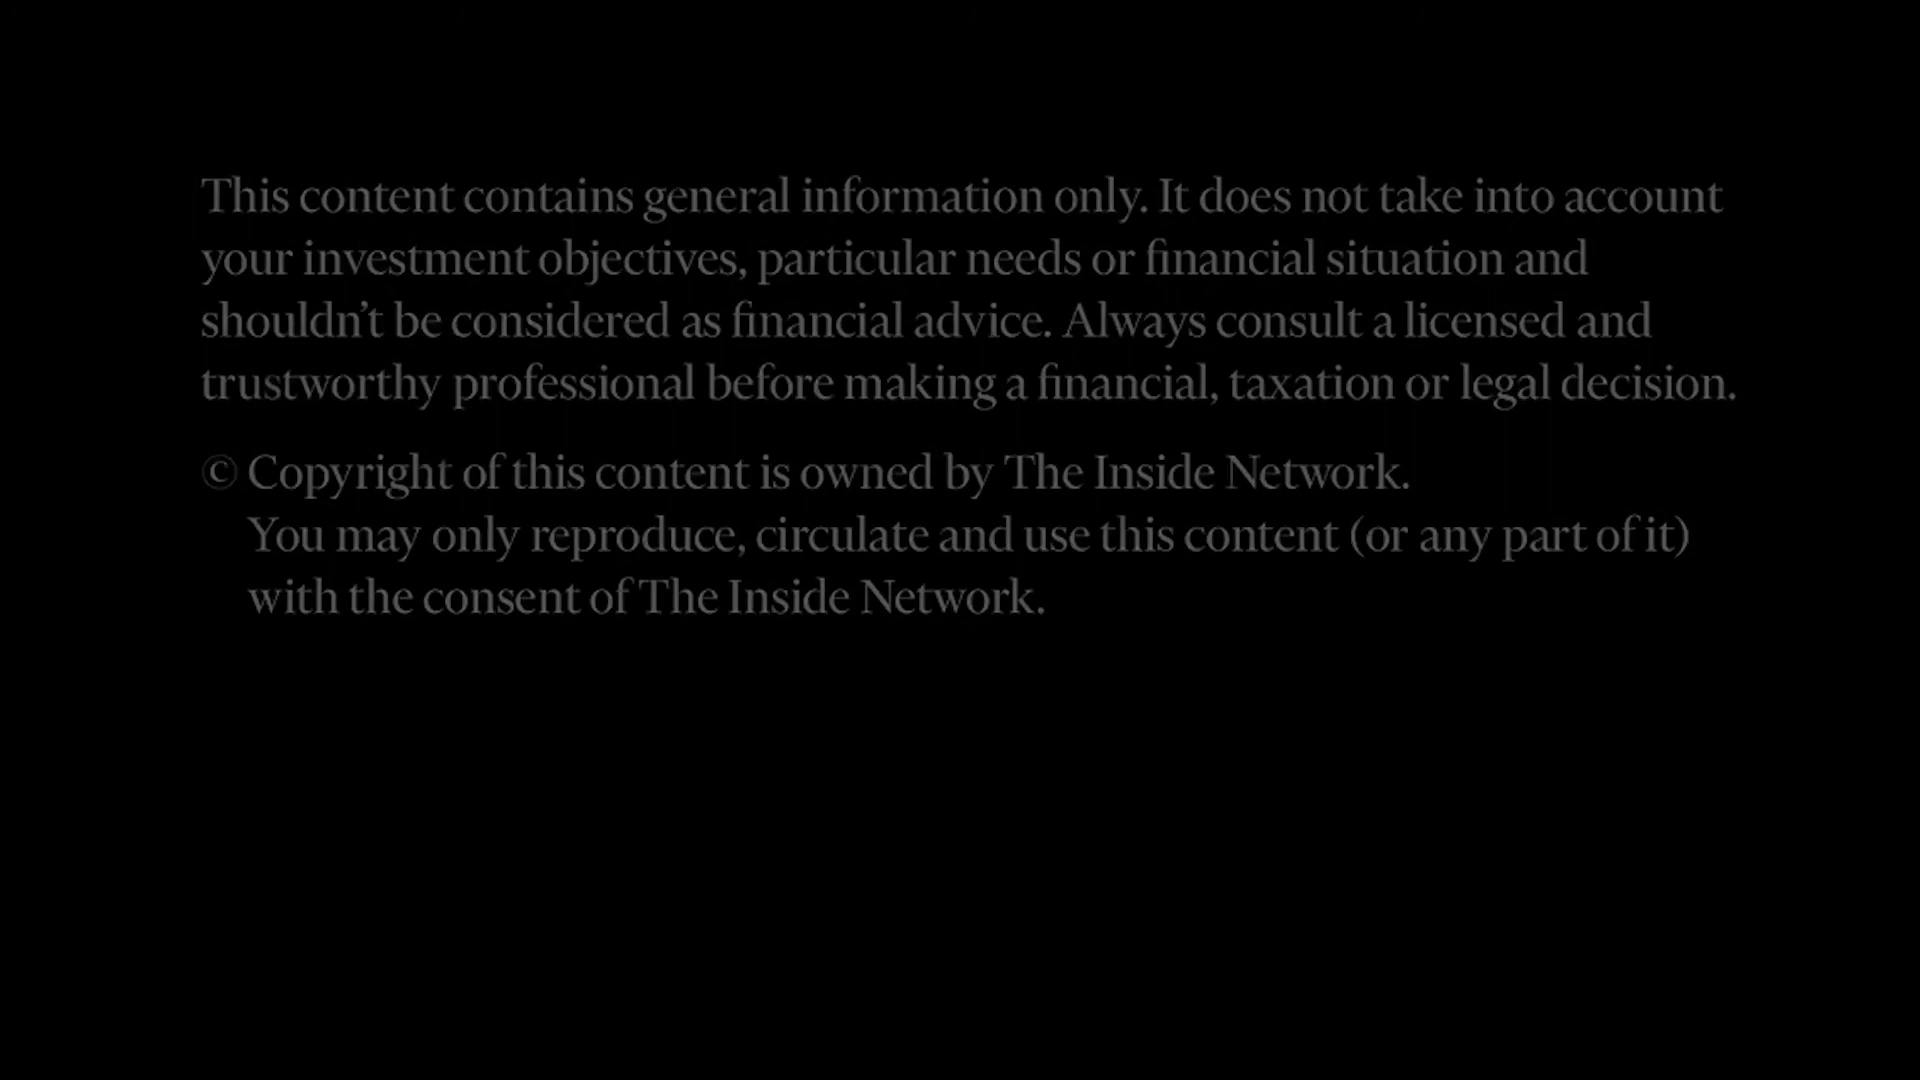 This content contains general information only. It does not take into account
your investment objectives, particular needs or financial situation and
shouldn’t be considered as financial advice. Always consult a licensed and
trustworthy professional before making a financial, taxation or legal decision.
© Copyright of this content is owned by The Inside Network.
You may only reproduce, circulate and use this content (or any part of it)
with the consent of The Inside Network.